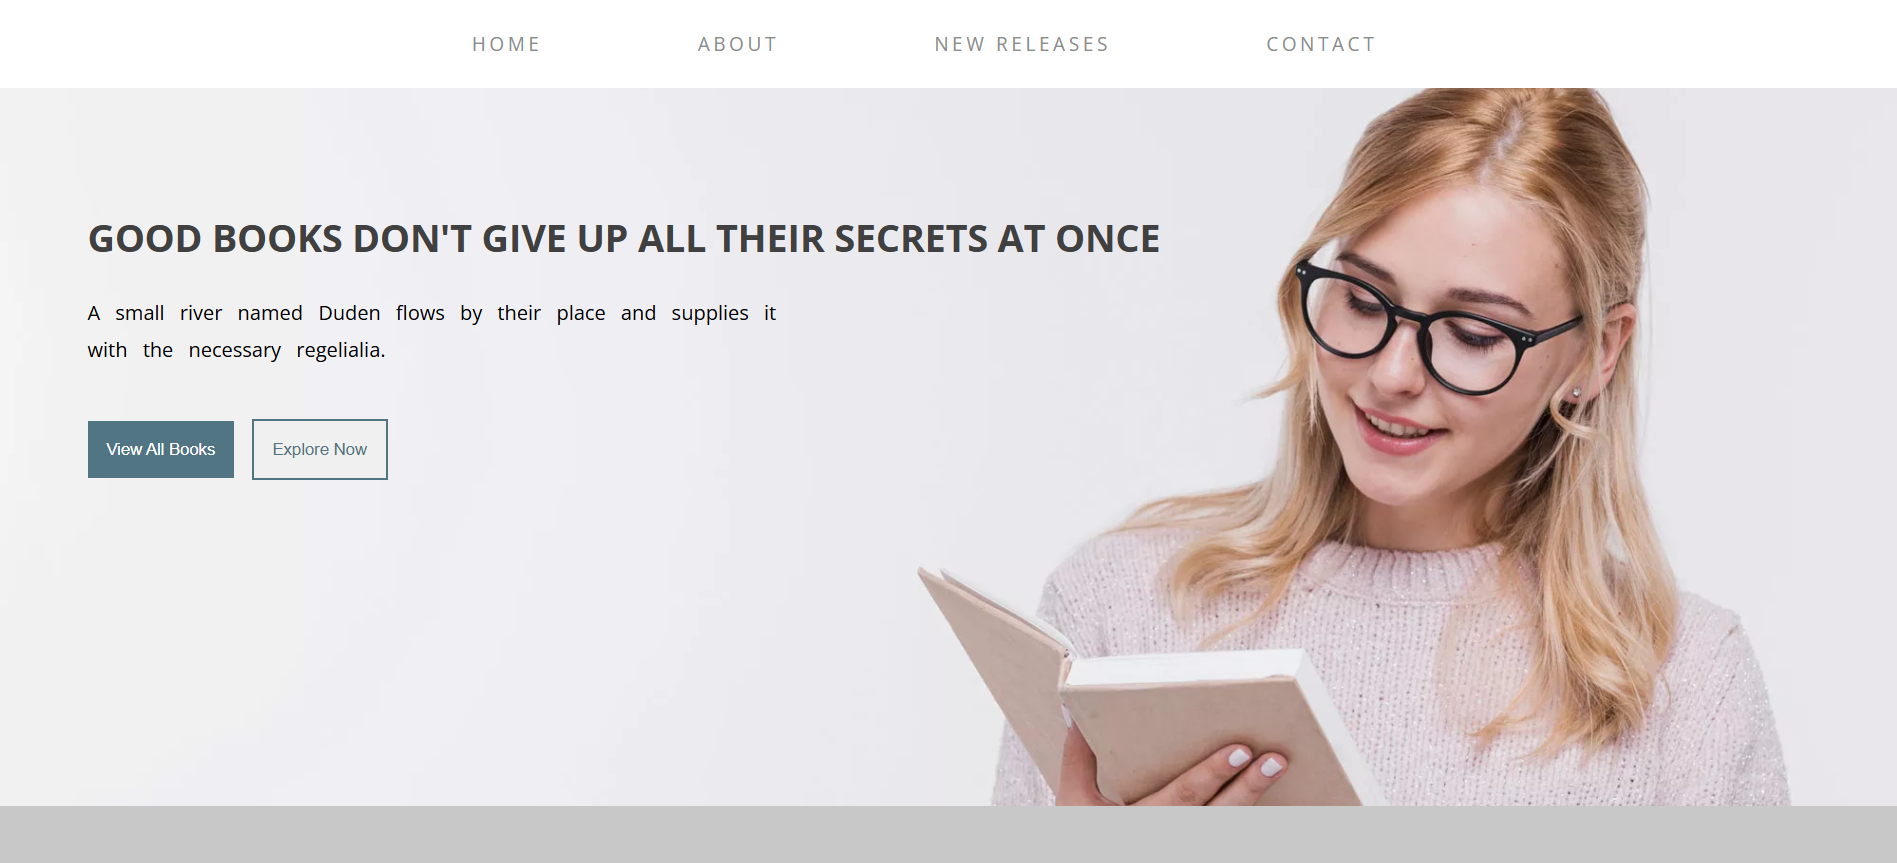 HOME ABOUT NEW RELEASES CONTACT
GOOD BOOKS DON'T GIVE UP ALL THEIR SECRETS AT ONCE
A small river named Duden flows by their place and supplies it
with the necessary regelialia.
View All Books Explore Now